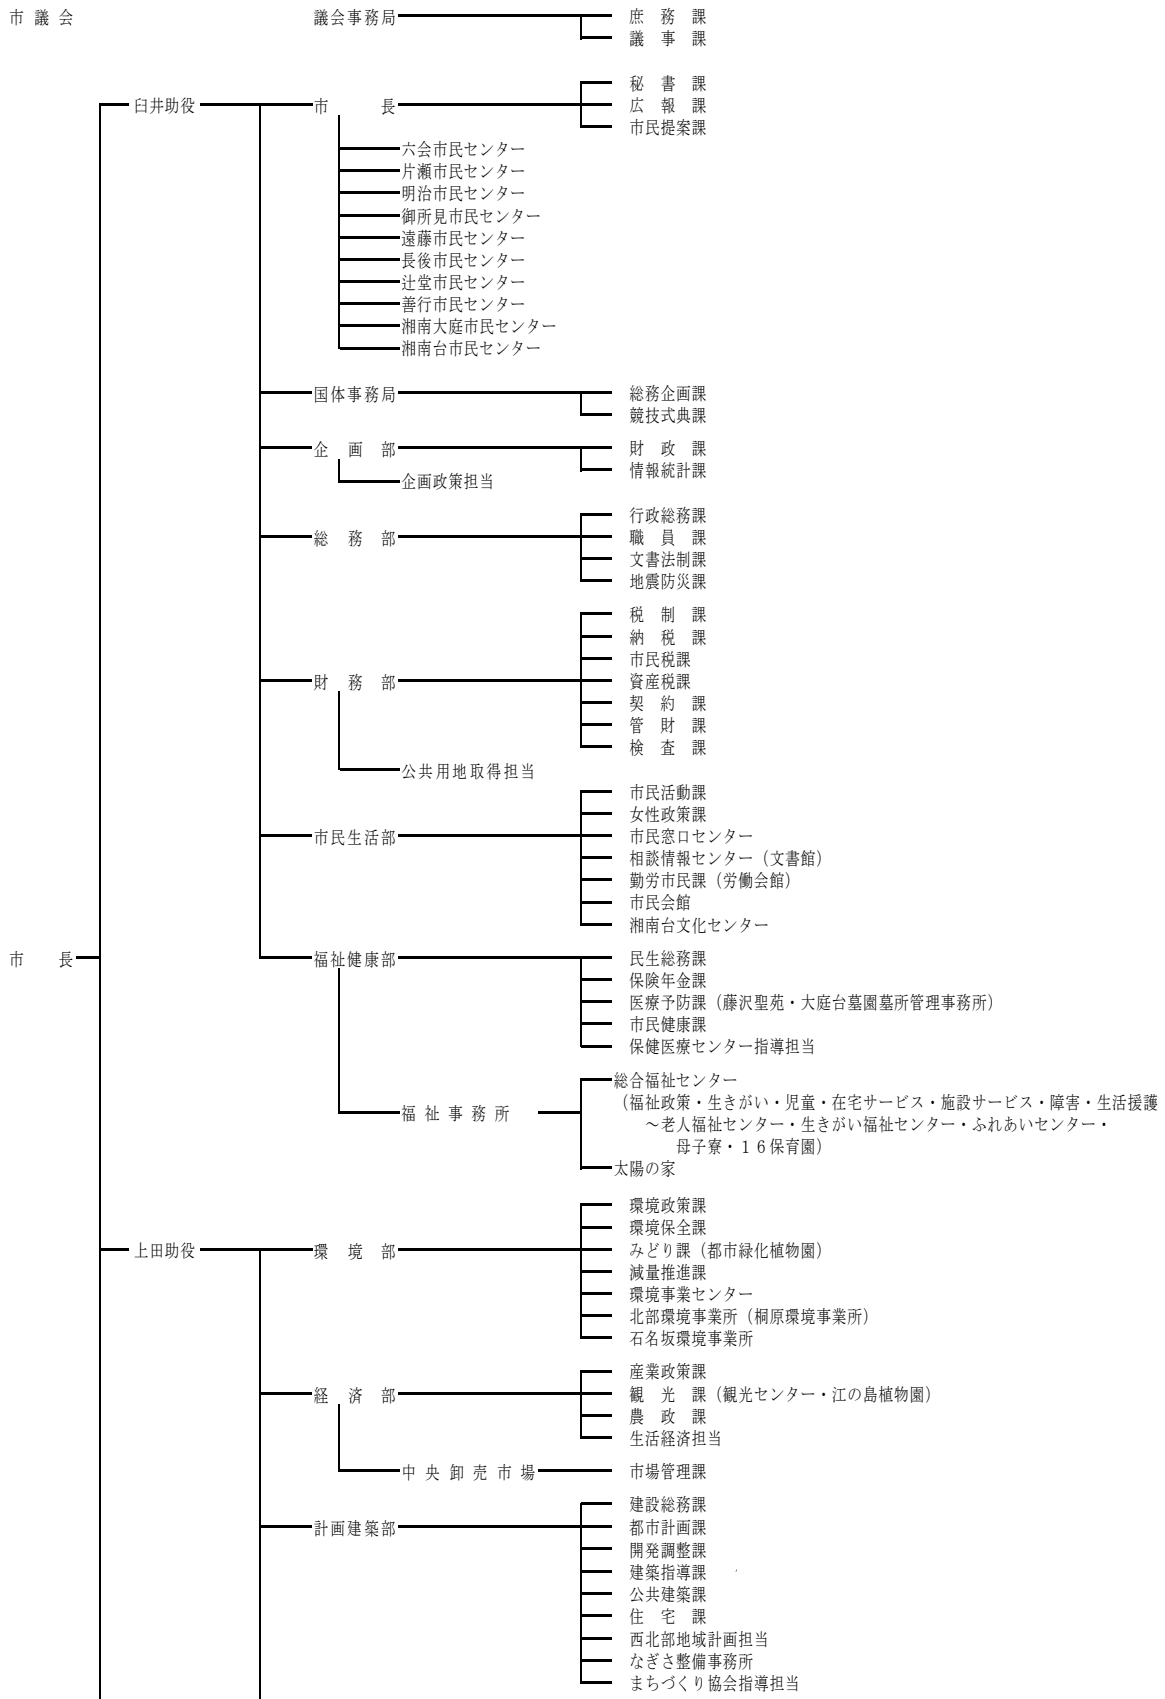 市議会 議会事務局 庶務課
議事課
秘書課
臼井助役 市長 広報課
市民提案課
六会市民センター
片瀬市民センター
明治市民センター
御所見市民センター
遠藤市民センター
長後市民センター
辻堂市民センター
善行市民センター
湘南大庭市民センター
湘南台市民センター
国体事務局 総務企画課
競技式典課
企画部 財政課
情報統計課
企画政策担当
行政総務課
総務部 職員課
文書法制課
地震防災課
税制課
納税課
市民税課
財務部 資産税課
契約課
管財課
検査課
公共用地取得担当
市民活動課
女性政策課
市民生活部 市民窓口センター
相談情報センター（文書館）
勤労市民課（労働会館）
市民会館
湘南台文化センター
市長 福祉健康部 民生総務課
保険年金課
医療予防課（藤沢聖苑・大庭台墓園墓所管理事務所）
市民健康課
保健医療センター指導担当
総合福祉センター
（福祉政策・生きがい・児童・在宅サービス・施設サービス・障害・生活援護
福祉事務所 ～老人福祉センター・生きがい福祉センター・ふれあいセンター・
母子寮・１６保育園）
太陽の家
環境政策課
環境保全課
上田助役 環境部 みどり課（都市緑化植物園）
減量推進課
環境事業センター
北部環境事業所（桐原環境事業所）
石名坂環境事業所
産業政策課
経済部 観光課（観光センター・江の島植物園）
農政課
生活経済担当
中央卸売市場 市場管理課
建設総務課
計画建築部 都市計画課
開発調整課
建築指導課
公共建築課
住宅課
西北部地域計画担当
なぎさ整備事務所
まちづくり協会指導担当